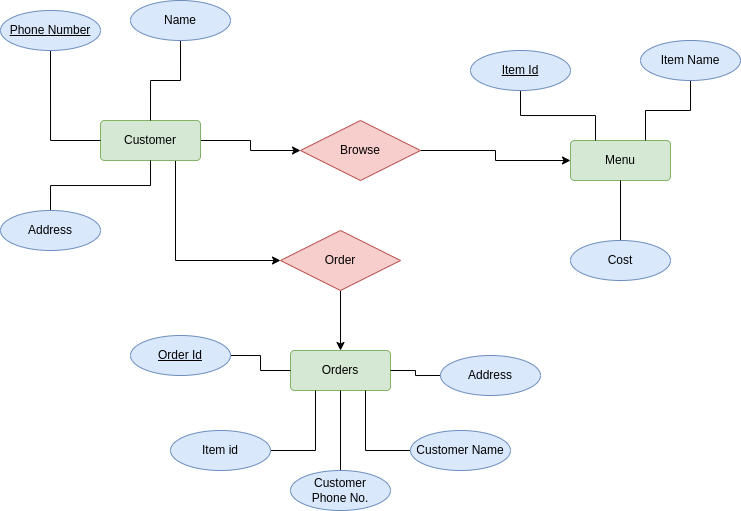 Name
Phone Number
Item Name
Item Id
Customer
Browse
Menu
Address
Order
Cost
Order Id
Orders
Address
Item id
Customer Name
Customer
Phone No.